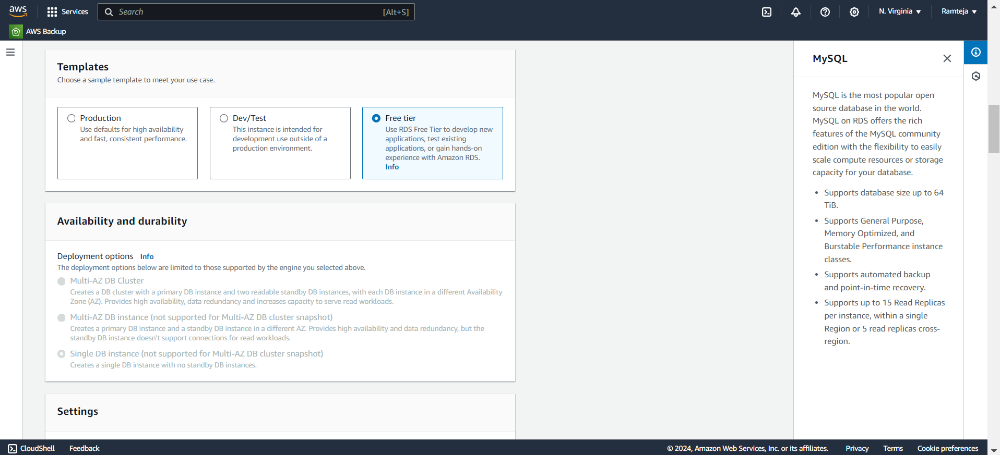 aws
Services
Search
[Alt+S]
N. Virginia
Ramteja
AWS Backup
Templates
Choose a sample template to meet your use case.
Production
Use defaults for high availability
and fast, consistent performance.
Dev/Test
This instance is intended for
development use outside of a
production environment.
Free tier
Use RDS Free Tier to develop new
applications, test existing
applications, or gain hands-on
experience with Amazon RDS.
Info
Availability and durability
Deployment options Info
The deployment options below are limited to those supported by the engine you selected above.
Multi-AZ DB Cluster
Creates a DB cluster with a primary DB instance and two readable standby DB instances, with each DB instance in a different Availability
Zone (AZ). Provides high availability, data redundancy and increases capacity to serve read workloads.
Multi-AZ DB instance (not supported for Multi-AZ DB cluster snapshot)
Creates a primary DB instance and a standby DB instance in a different AZ. Provides high availability and data redundancy, but the
standby DB instance doesn't support connections for read workloads.
Single DB instance (not supported for Multi-AZ DB cluster snapshot)
Creates a single DB instance with no standby DB instances.
Settings
MySQL
MySQL is the most popular open
source database in the world.
MySQL on RDS offers the rich
features of the MySQL community
edition with the flexibility to easily
scale compute resources or storage
capacity for your database.
• Supports database size up to 64
TiB.
• Supports General Purpose,
Memory Optimized, and
Burstable Performance instance
classes.
• Supports automated backup
and point-in-time recovery.
• Supports up to 15 Read Replicas
per instance, within a single
Region or 5 read replicas cross-
region.
CloudShell
Feedback
© 2024, Amazon Web Services, Inc. or its affiliates.
Privacy
Terms
Cookie preferences